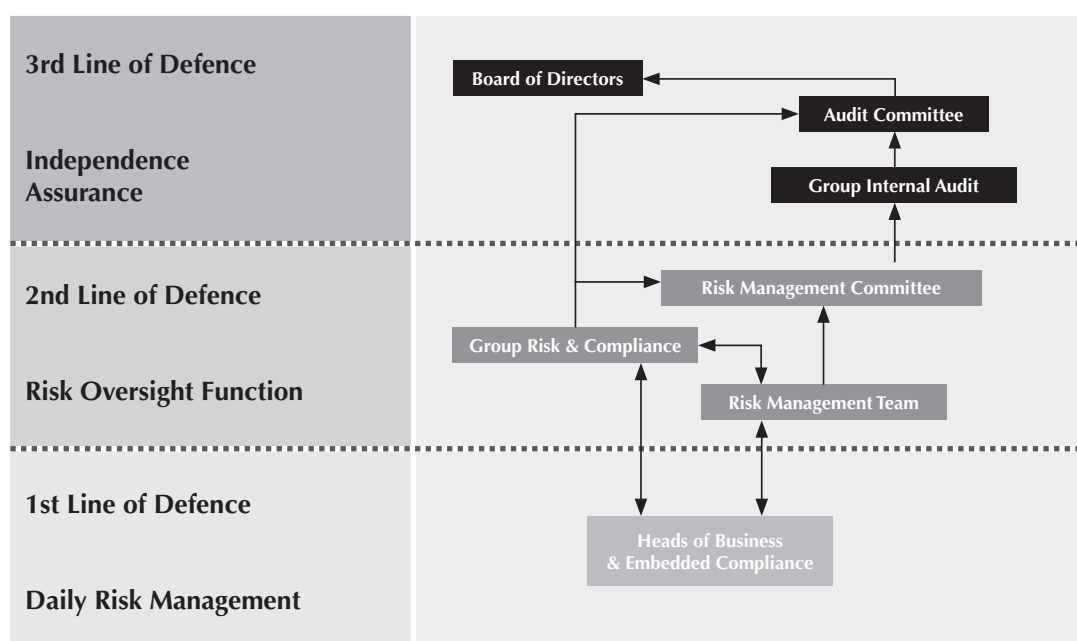 3rd Line of Defence
Independence
Assurance
Board of Directors
Audit Committee
Group Internal Audit
2nd Line of Defence
Risk Oversight Function
Risk Management Committee
Group Risk & Compliance
Risk Management Team
1st Line of Defence
Daily Risk Management
Heads of Business
& Embedded Compliance